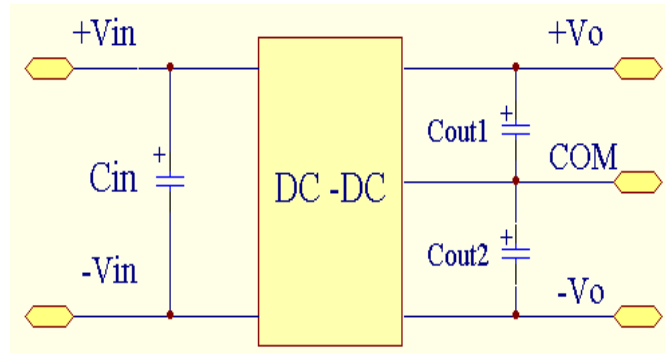 +Vin
+Vo
+
Cout1
+
COM
Cin
DC -DC
+
Cout2
-Vin
-Vo